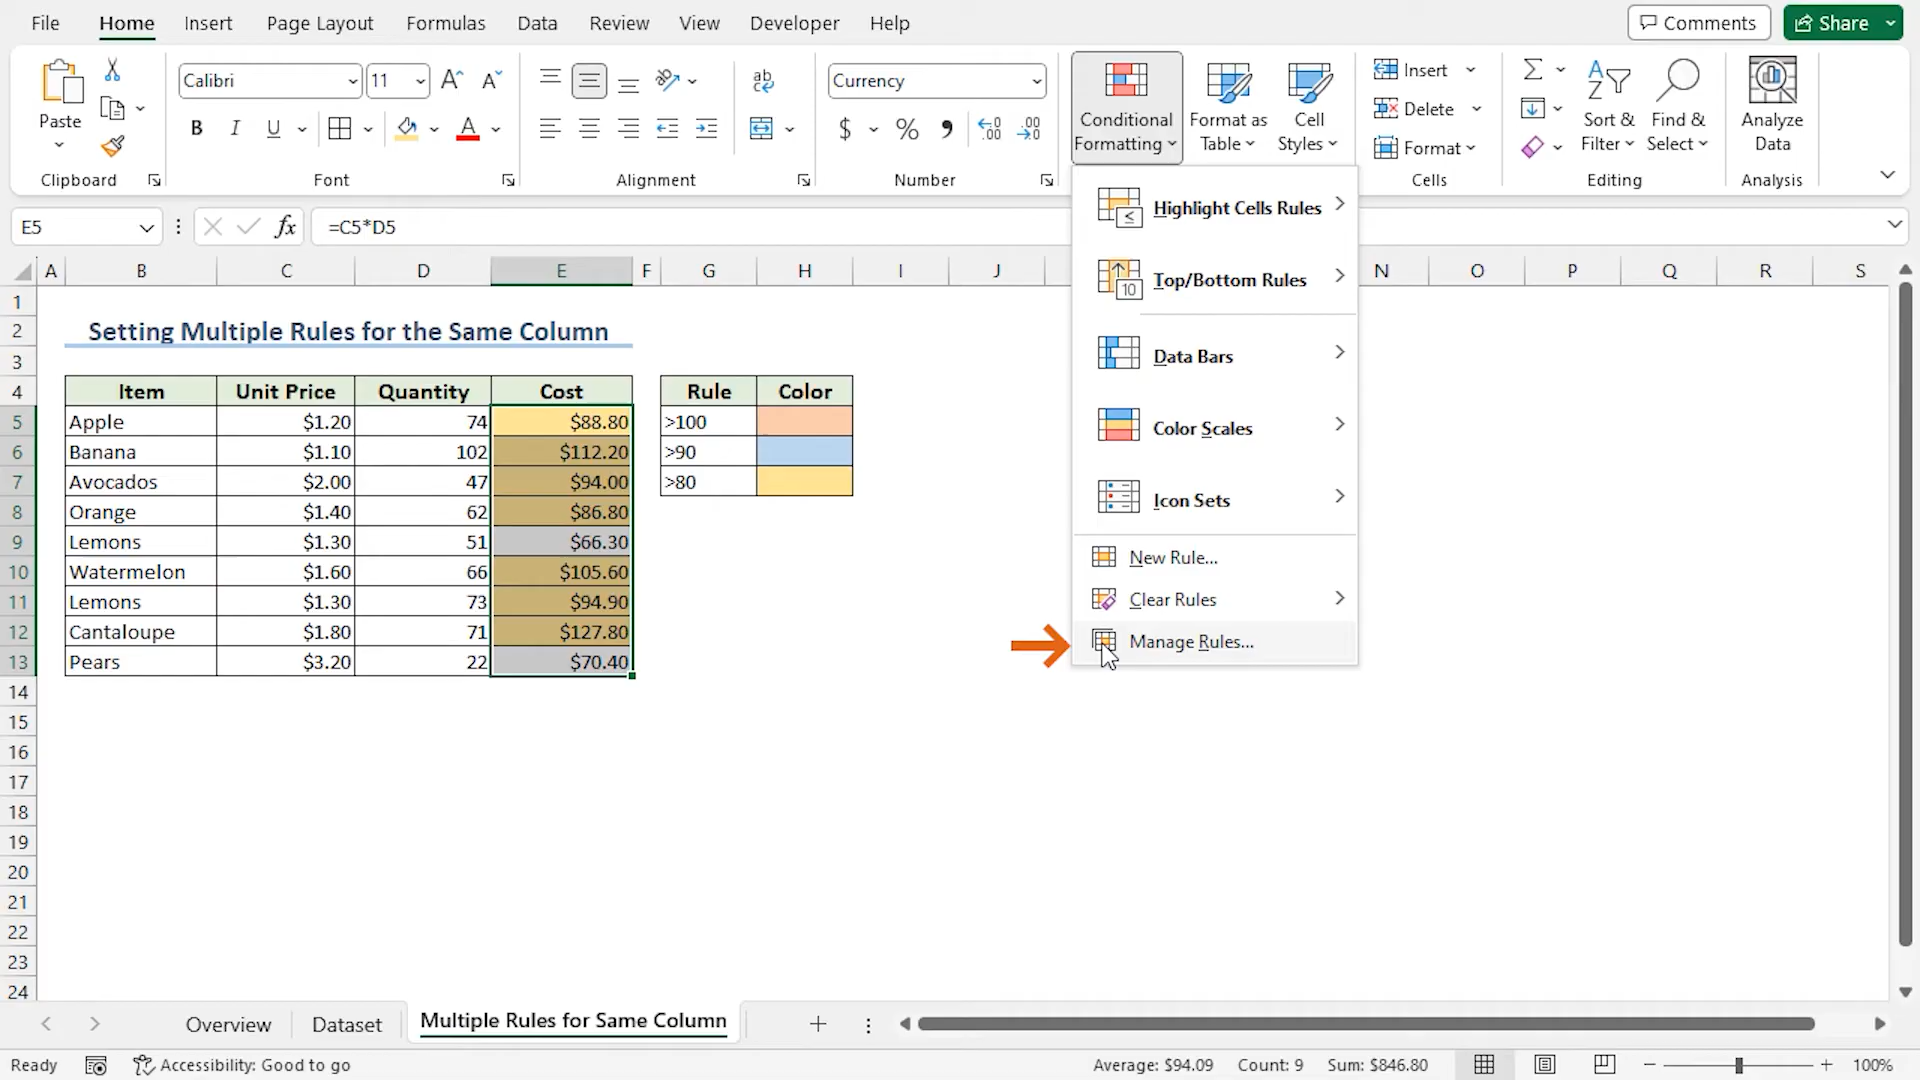 File Home Insert Page Layout Formulas Data Review View Developer Help Comments Share
Calibri 11 A^ A˅ ab Currency
Paste
B I U A $ % 9 .00 .00
Conditional Formatting
Format as Table
Cell Styles
Insert
Delete
Format
Sort & Filter
Find & Select
Analyze Data
Clipboard Font Alignment Number Cells Editing Analysis
E5 fx =C5*D5
A B C D E F G H I J N O P Q R S
1
2 Setting Multiple Rules for the Same Column
3
4 Item Unit Price Quantity Cost Rule Color
5 Apple $1.20 74 $88.80 >100
6 Banana $1.10 102 $112.20 >90
7 Avocados $2.00 47 $94.00 >80
8 Orange $1.40 62 $86.80
9 Lemons $1.30 51 $66.30
10 Watermelon $1.60 66 $105.60
11 Lemons $1.30 73 $94.90
12 Cantaloupe $1.80 71 $127.80
13 Pears $3.20 22 $70.40
14
15
16
17
18
19
20
21
22
23
24
Highlight Cells Rules
10 Top/Bottom Rules
Data Bars
Color Scales
Icon Sets
New Rule...
Clear Rules
Manage Rules...
Overview Dataset Multiple Rules for Same Column
Ready Accessibility: Good to go Average: $94.09 Count: 9 Sum: $846.80 100%